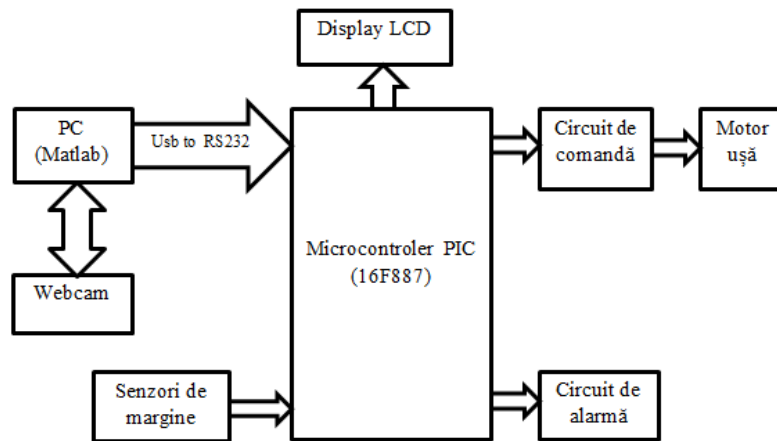 Display LCD
PC
(Matlab)
Usb to RS232
Circuit de
comandă
Motor
ușă
Microcontroler PIC
(16F887)
Webcam
Senzori de
margine
Circuit de
alarmă